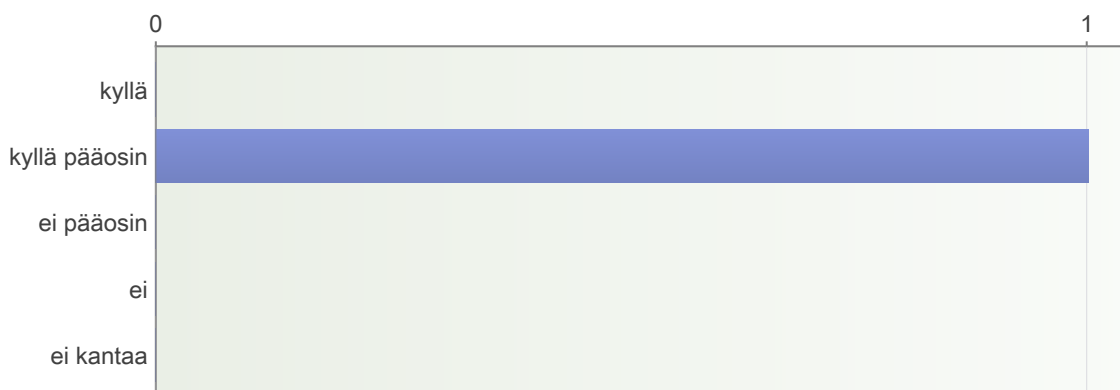 0 1
kyllä
kyllä pääosin
ei pääosin
ei
ei kantaa